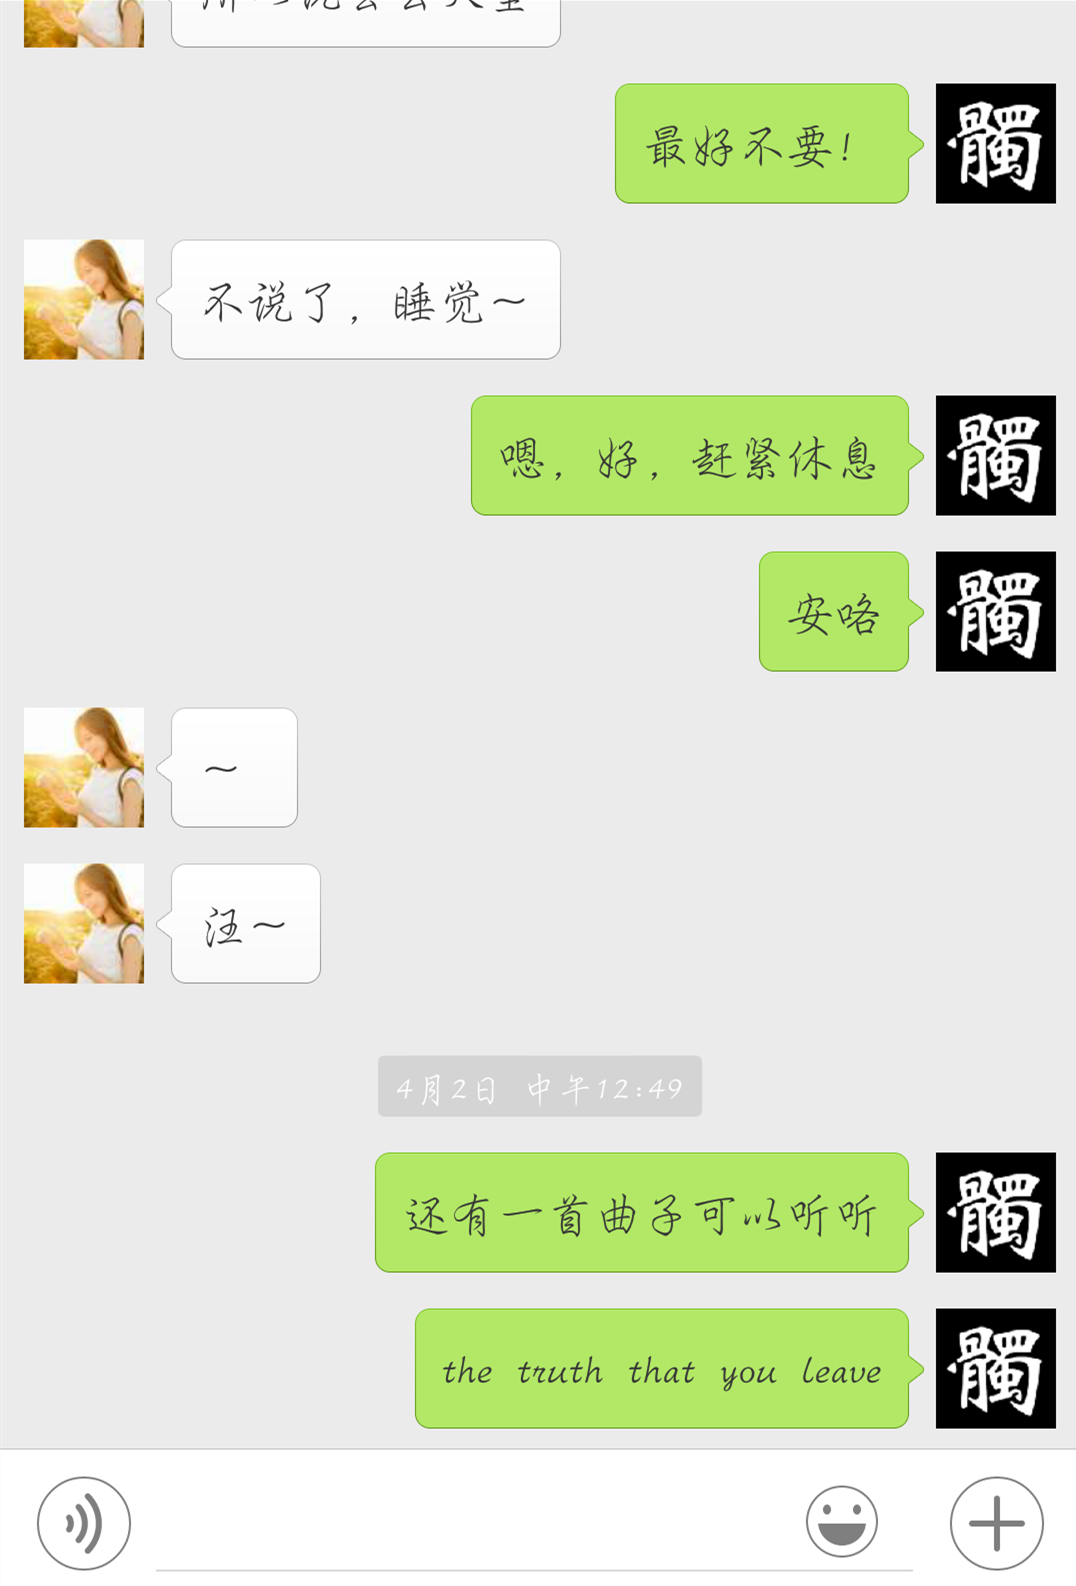 最好不要!
髑
不说了，睡觉~
嗯，好，赶紧休息
髑
安咯
髑
~
汪~
4月2日 中午12:49
还有一首曲子可以听听
髑
the truth that you leave
髑